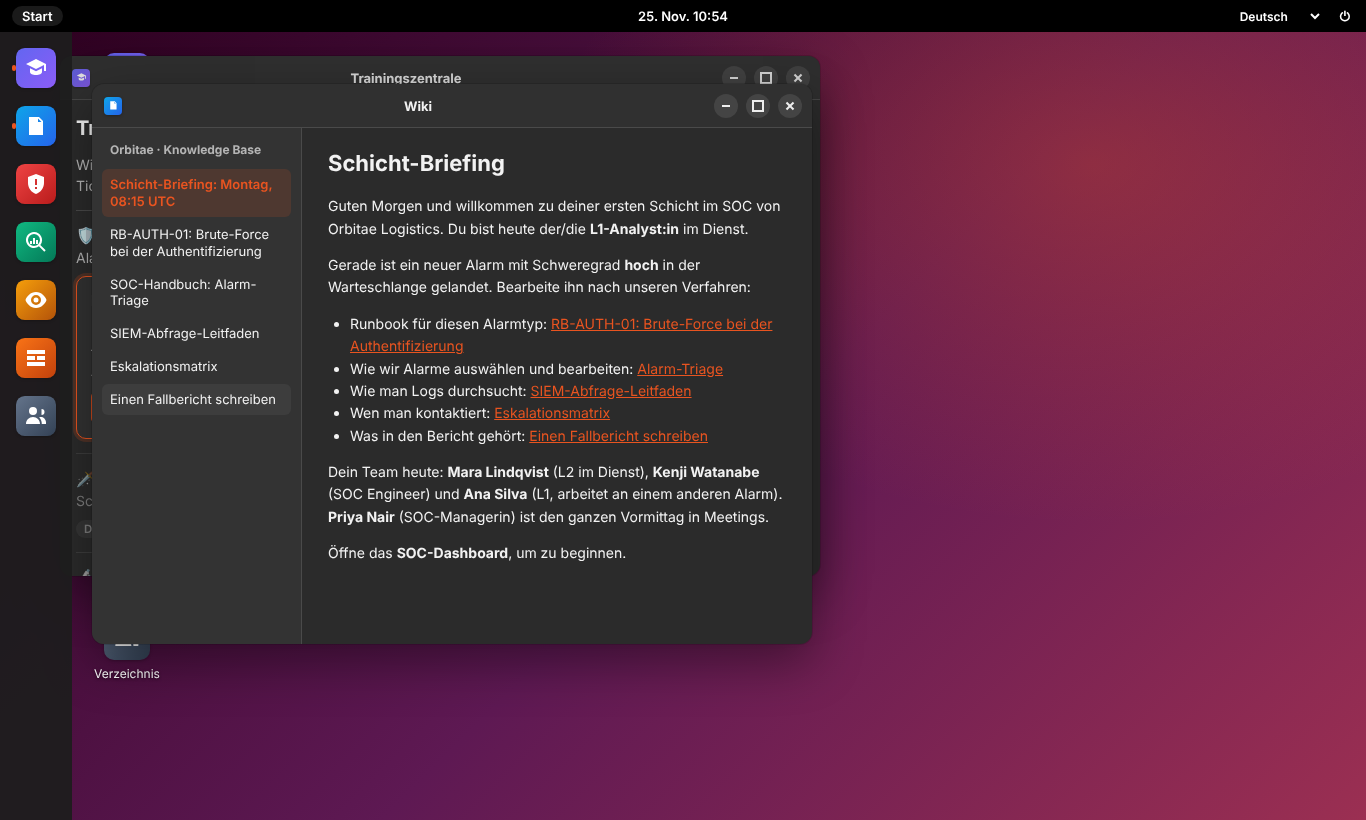 Start
25. Nov. 10:54
Deutsch
Trainingszentrale
Wiki
Orbitae · Knowledge Base
Schicht-Briefing: Montag,
08:15 UTC
RB-AUTH-01: Brute-Force
bei der Authentifizierung
SOC-Handbuch: Alarm-
Triage
SIEM-Abfrage-Leitfaden
Eskalationsmatrix
Einen Fallbericht schreiben
Schicht-Briefing
Guten Morgen und willkommen zu deiner ersten Schicht im SOC von
Orbitae Logistics. Du bist heute der/die L1-Analyst:in im Dienst.
Gerade ist ein neuer Alarm mit Schweregrad hoch in der
Warteschlange gelandet. Bearbeite ihn nach unseren Verfahren:
• Runbook für diesen Alarmtyp: RB-AUTH-01: Brute-Force bei der
Authentifizierung
• Wie wir Alarme auswählen und bearbeiten: Alarm-Triage
• Wie man Logs durchsucht: SIEM-Abfrage-Leitfaden
• Wen man kontaktiert: Eskalationsmatrix
• Was in den Bericht gehört: Einen Fallbericht schreiben
Dein Team heute: Mara Lindqvist (L2 im Dienst), Kenji Watanabe
(SOC Engineer) und Ana Silva (L1, arbeitet an einem anderen Alarm).
Priya Nair (SOC-Managerin) ist den ganzen Vormittag in Meetings.
Öffne das SOC-Dashboard, um zu beginnen.
Verzeichnis